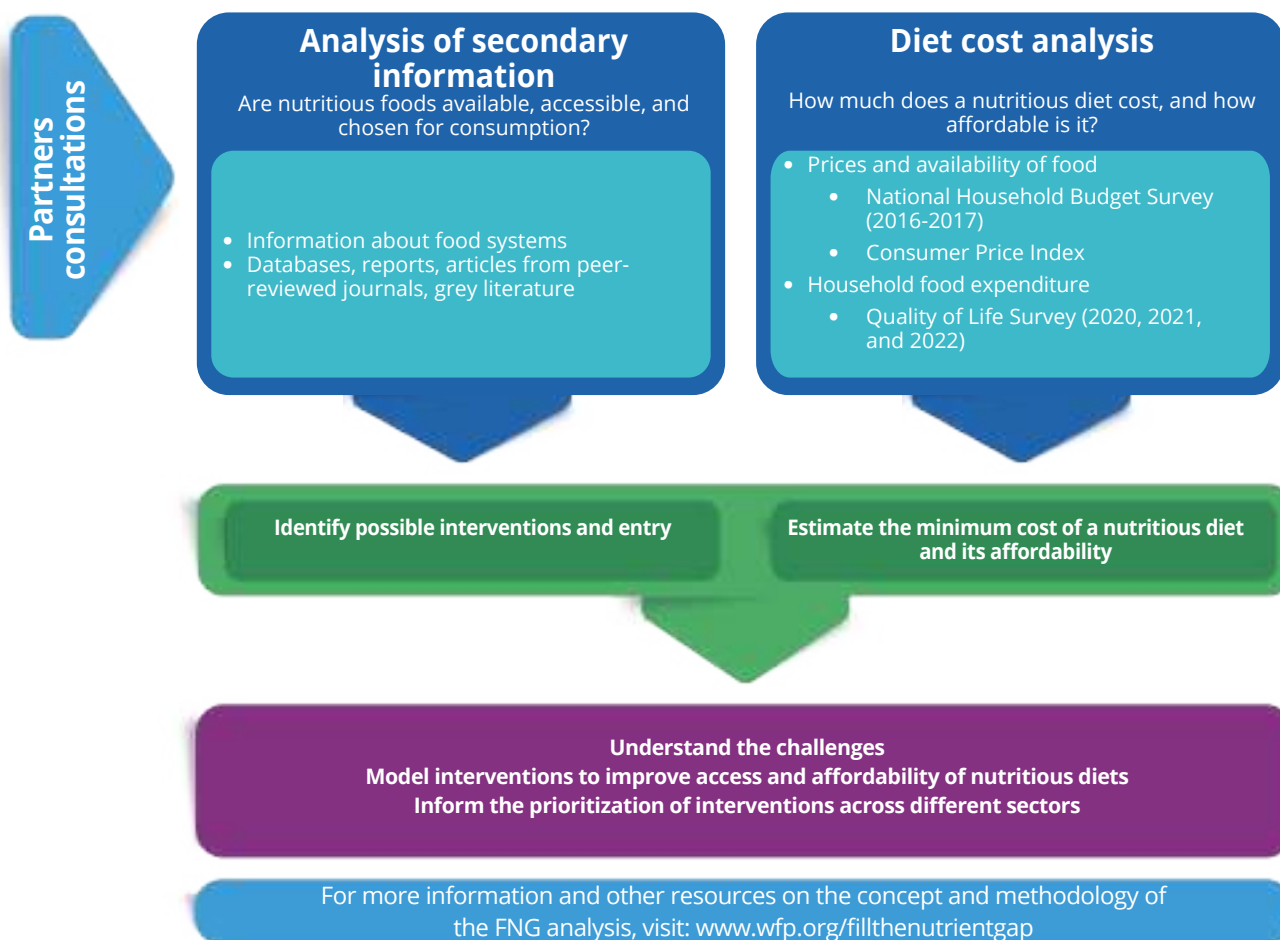 Partners
consultations
Analysis of secondary
information
Are nutritious foods available, accessible, and
chosen for consumption?
• Information about food systems
• Databases, reports, articles from peer-
reviewed journals, grey literature
Diet cost analysis
How much does a nutritious diet cost, and how
affordable is it?
• Prices and availability of food
• National Household Budget Survey
(2016-2017)
• Consumer Price Index
• Household food expenditure
• Quality of Life Survey (2020, 2021,
and 2022)
Identify possible interventions and entry
Estimate the minimum cost of a nutritious diet
and its affordability
Understand the challenges
Model interventions to improve access and affordability of nutritious diets
Inform the prioritization of interventions across different sectors
For more information and other resources on the concept and methodology of
the FNG analysis, visit: www.wfp.org/fillthenutrientgap